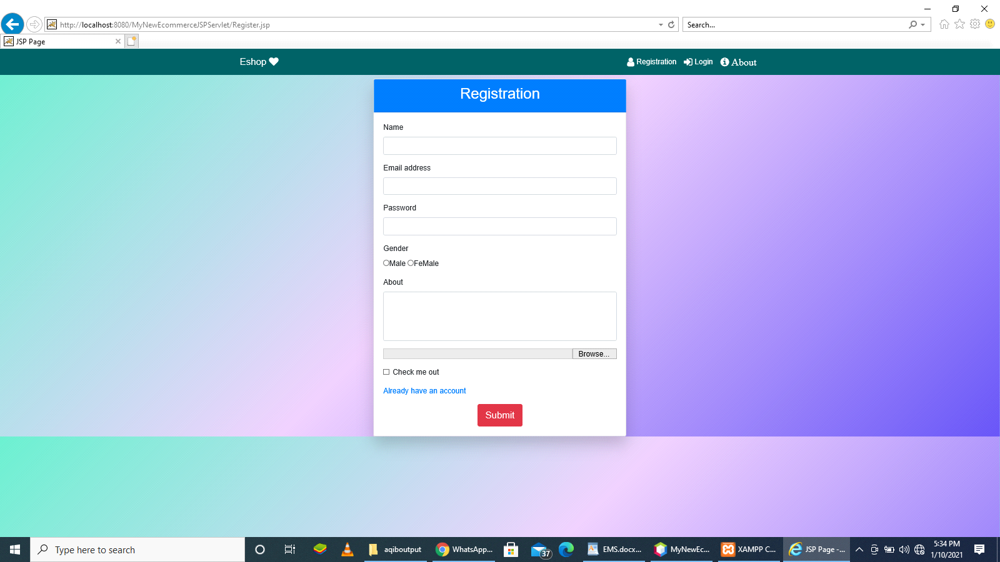 http://localhost:8080/MyNewEcommerceJSPServlet/Register.jsp
Search...
JSP Page
Eshop
Registration
Login
About
Registration
Name
Email address
Password
Gender
Male
FeMale
About
Browse...
Check me out
Already have an account
Submit
Type here to search
aqiboutput
WhatsApp...
37
EMS.docx...
MyNewEc...
XAMPP C...
JSP Page -...
5:34 PM
1/10/2021